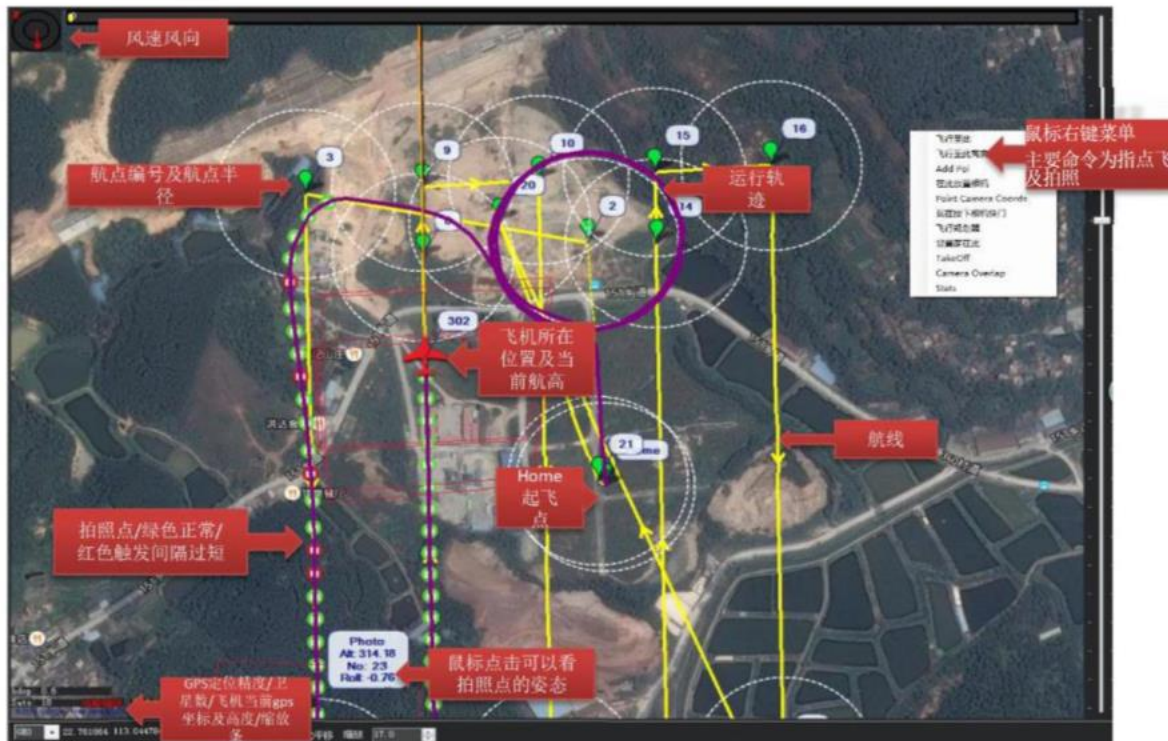 风速风向
鼠标右键菜单
主要命令为指点飞
及拍照
飞行至此
Add Poi
Point Camera Coords
TakeOff
Camera Overlap
Stats
航点编号及航点半
径
3
9
10
15
16
20
2
14
运行轨
迹
302
飞机所在
位置及当
前航高
21
Home
起飞
点
航线
拍照点/绿色正常/
红色触发间隔过短
Photo
Alt: 314.18
No: 23
Roll: -0.76
鼠标点击可以看
拍照点的姿态
GPS定位精度/卫
星数/飞机当前gps
坐标及高度/缩放
条